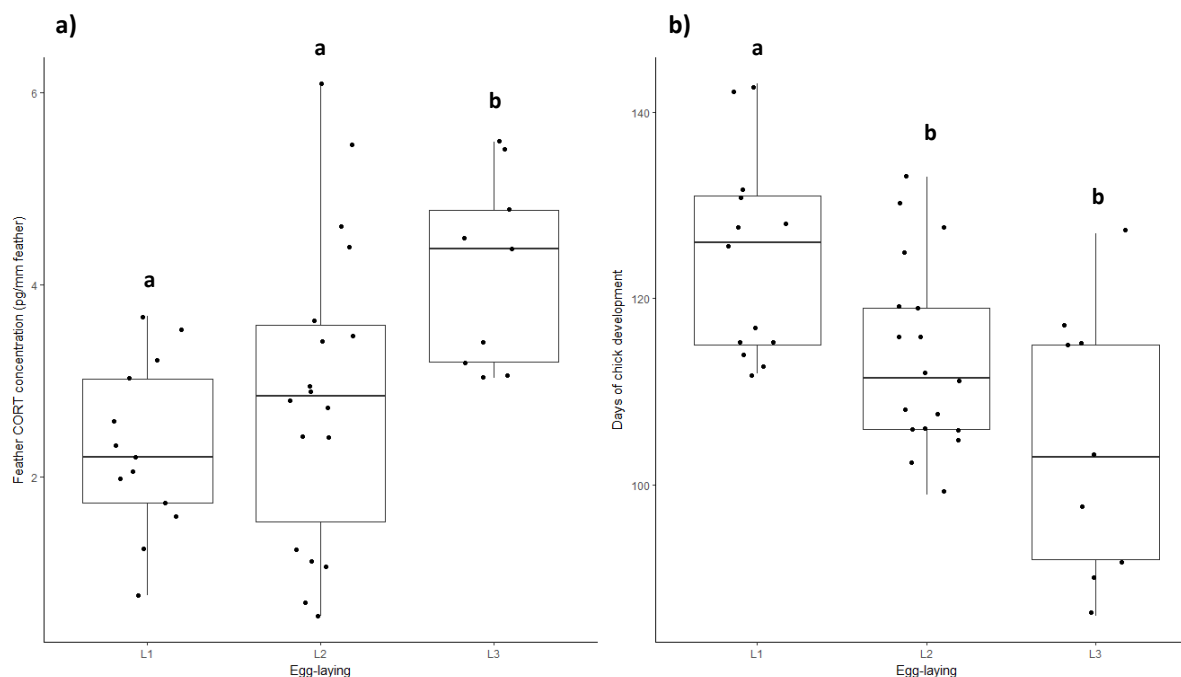 a)
a
a
b
6
4
2
Feather CORT concentration (pg/mm feather)
L1
L2
L3
Egg-laying
b)
a
b
b
140
120
100
Days of chick development
L1
L2
L3
Egg-laying